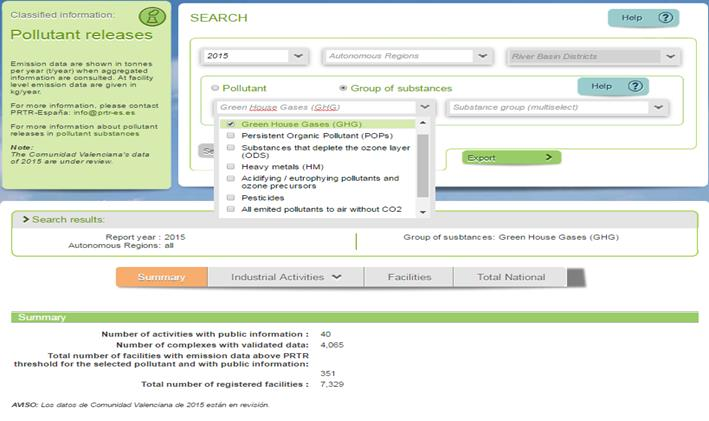 Classified information:
Pollutant releases
Emission data are shown in tonnes
per year (t/year) when aggregated
information are consulted. At facility
level emission data are given in
kg/year.
For more information, please contact
PRTR-España: info@prtr-es.es
For more information about pollutant
releases in pollutant substances
Note:
The Comunidad Valenciana's data
of 2015 are under review.
SEARCH
Help ?
2015
Autonomous Regions
River Basin Districts
Pollutant
Group of substances
Help ?
Green House Gases (GHG)
Substance group (multiselect)
Green House Gases (GHG)
Persistent Organic Pollutant (POPs)
Substances that deplete the ozone layer
(ODS)
Heavy metals (HM)
Acidifying / eutrophying pollutants and
ozone precursors
Pesticides
All emited pollutants to air without CO2
Export >
> Search results:
Report year : 2015
Autonomous Regions: all
Group of susbtances: Green House Gases (GHG)
Summary
Industrial Activities
Facilities
Total National
Summary
Number of activities with public information : 40
Number of complexes with validated data: 4,065
Total number of facilities with emission data above PRTR
threshold for the selected pollutant and with public information:
351
Total number of registered facilities : 7,329
AVISO: Los datos de Comunidad Valenciana de 2015 están en revisión.